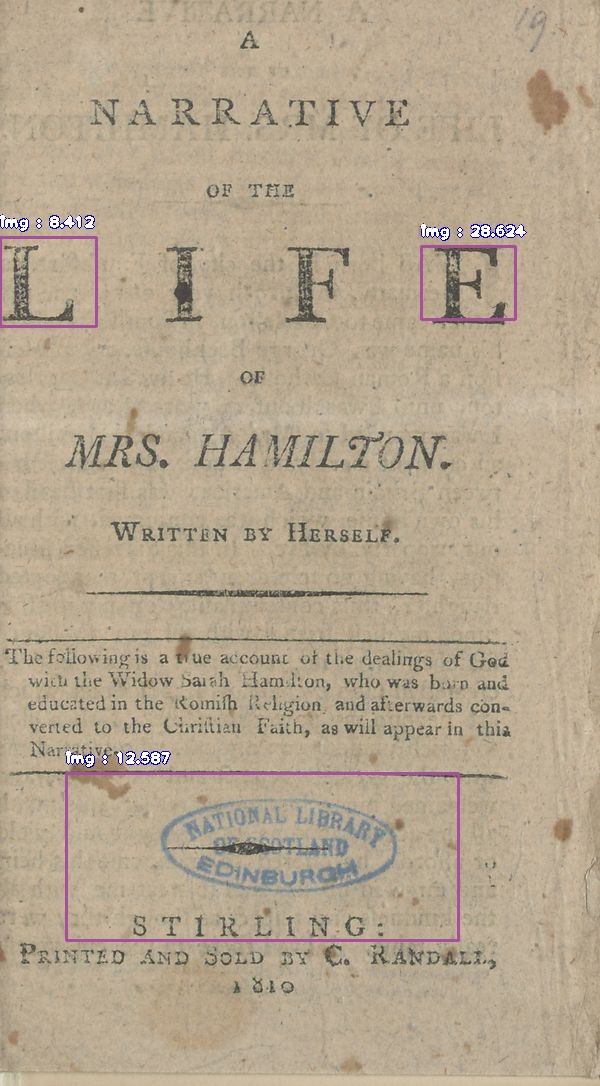 19
A
NARRATIVE
OF THE
Img : 8.412
Img : 28.624
LIFE
OF
MRS. HAMILTON.
WRITTEN BY HERSELF.
The following is a true account of the dealings of God
with the Widow Sarah Hamilton, who was born and
educated in the Romiſh Religion, and afterwards con-
verted to the Chriſtian Faith, as will appear in this
Narrative.
Img : 12.587
NATIONAL LIBRARY
OF SCOTLAND
EDINBURGH
STIRLING:
PRINTED AND SOLD BY C. RANDALL,
1810